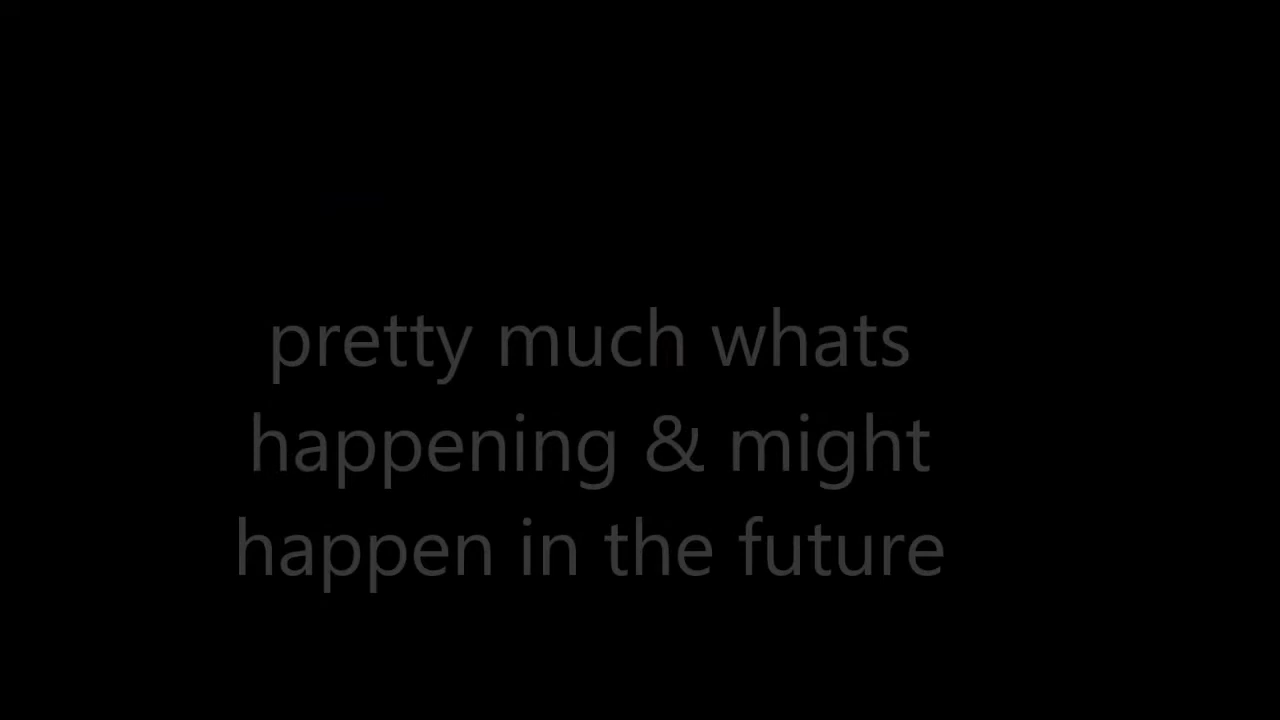 pretty much whats
happening & might
happen in the future